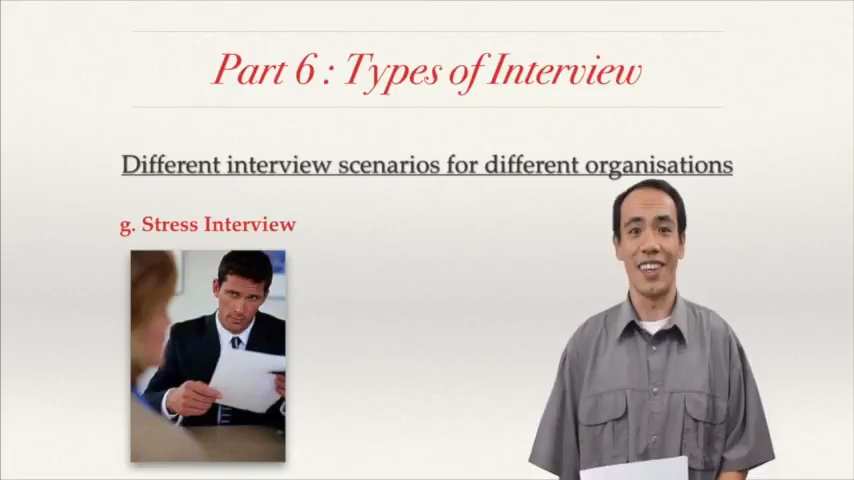 Part 6 : Types of Interview
Different interview scenarios for different organisations
g. Stress Interview